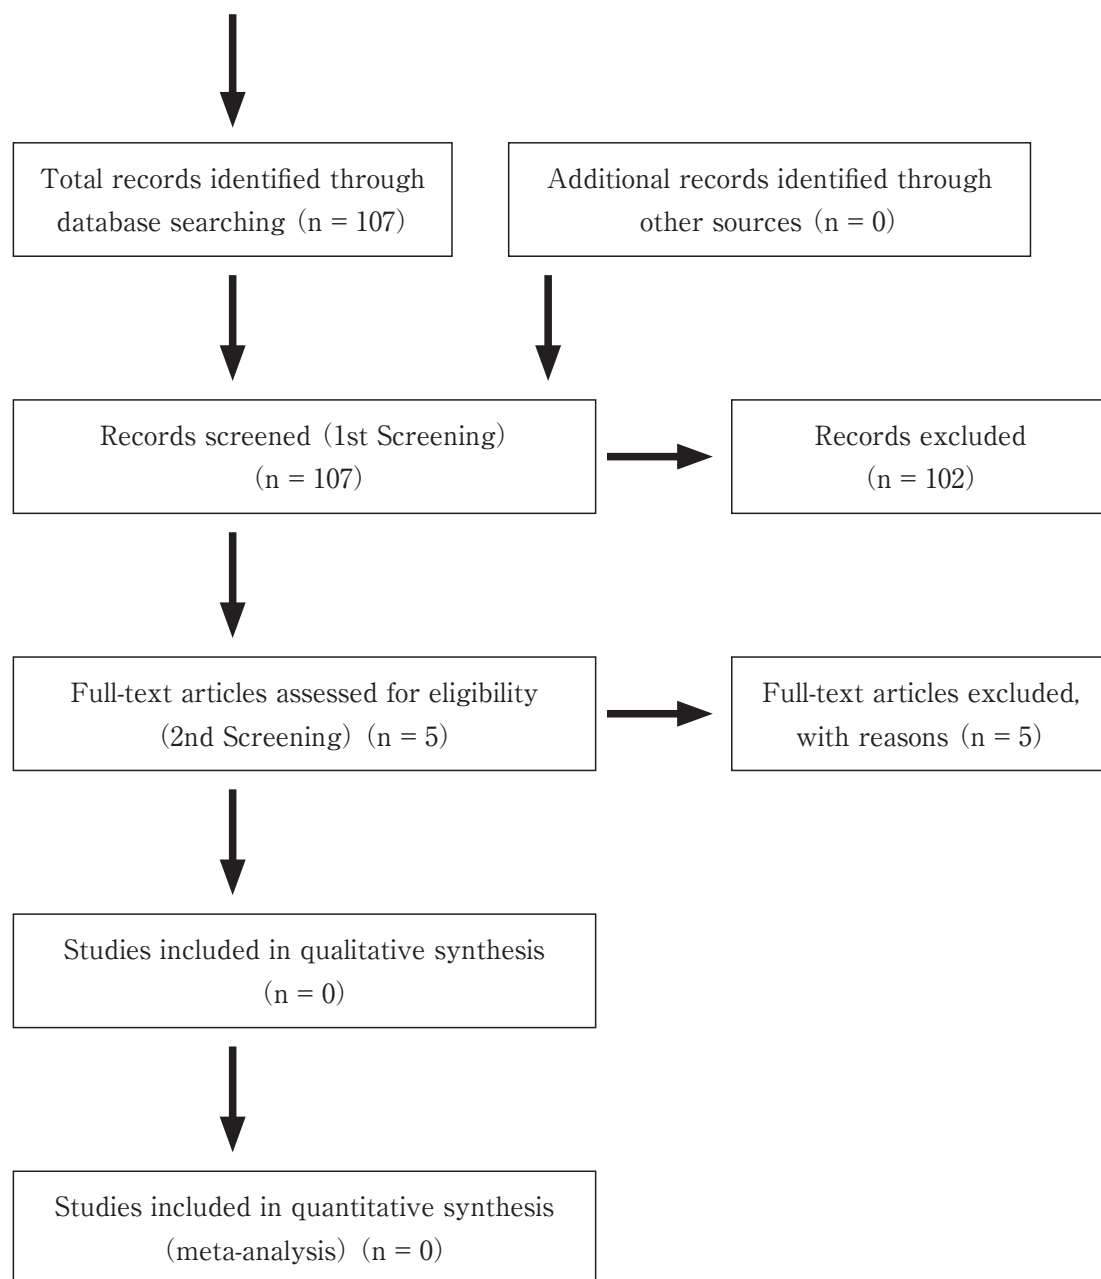 Total records identified through
database searching (n = 107)
Additional records identified through
other sources (n = 0)
Records screened (1st Screening)
(n = 107)
Records excluded
(n = 102)
Full-text articles assessed for eligibility
(2nd Screening) (n = 5)
Full-text articles excluded,
with reasons (n = 5)
Studies included in qualitative synthesis
(n = 0)
Studies included in quantitative synthesis
(meta-analysis) (n = 0)